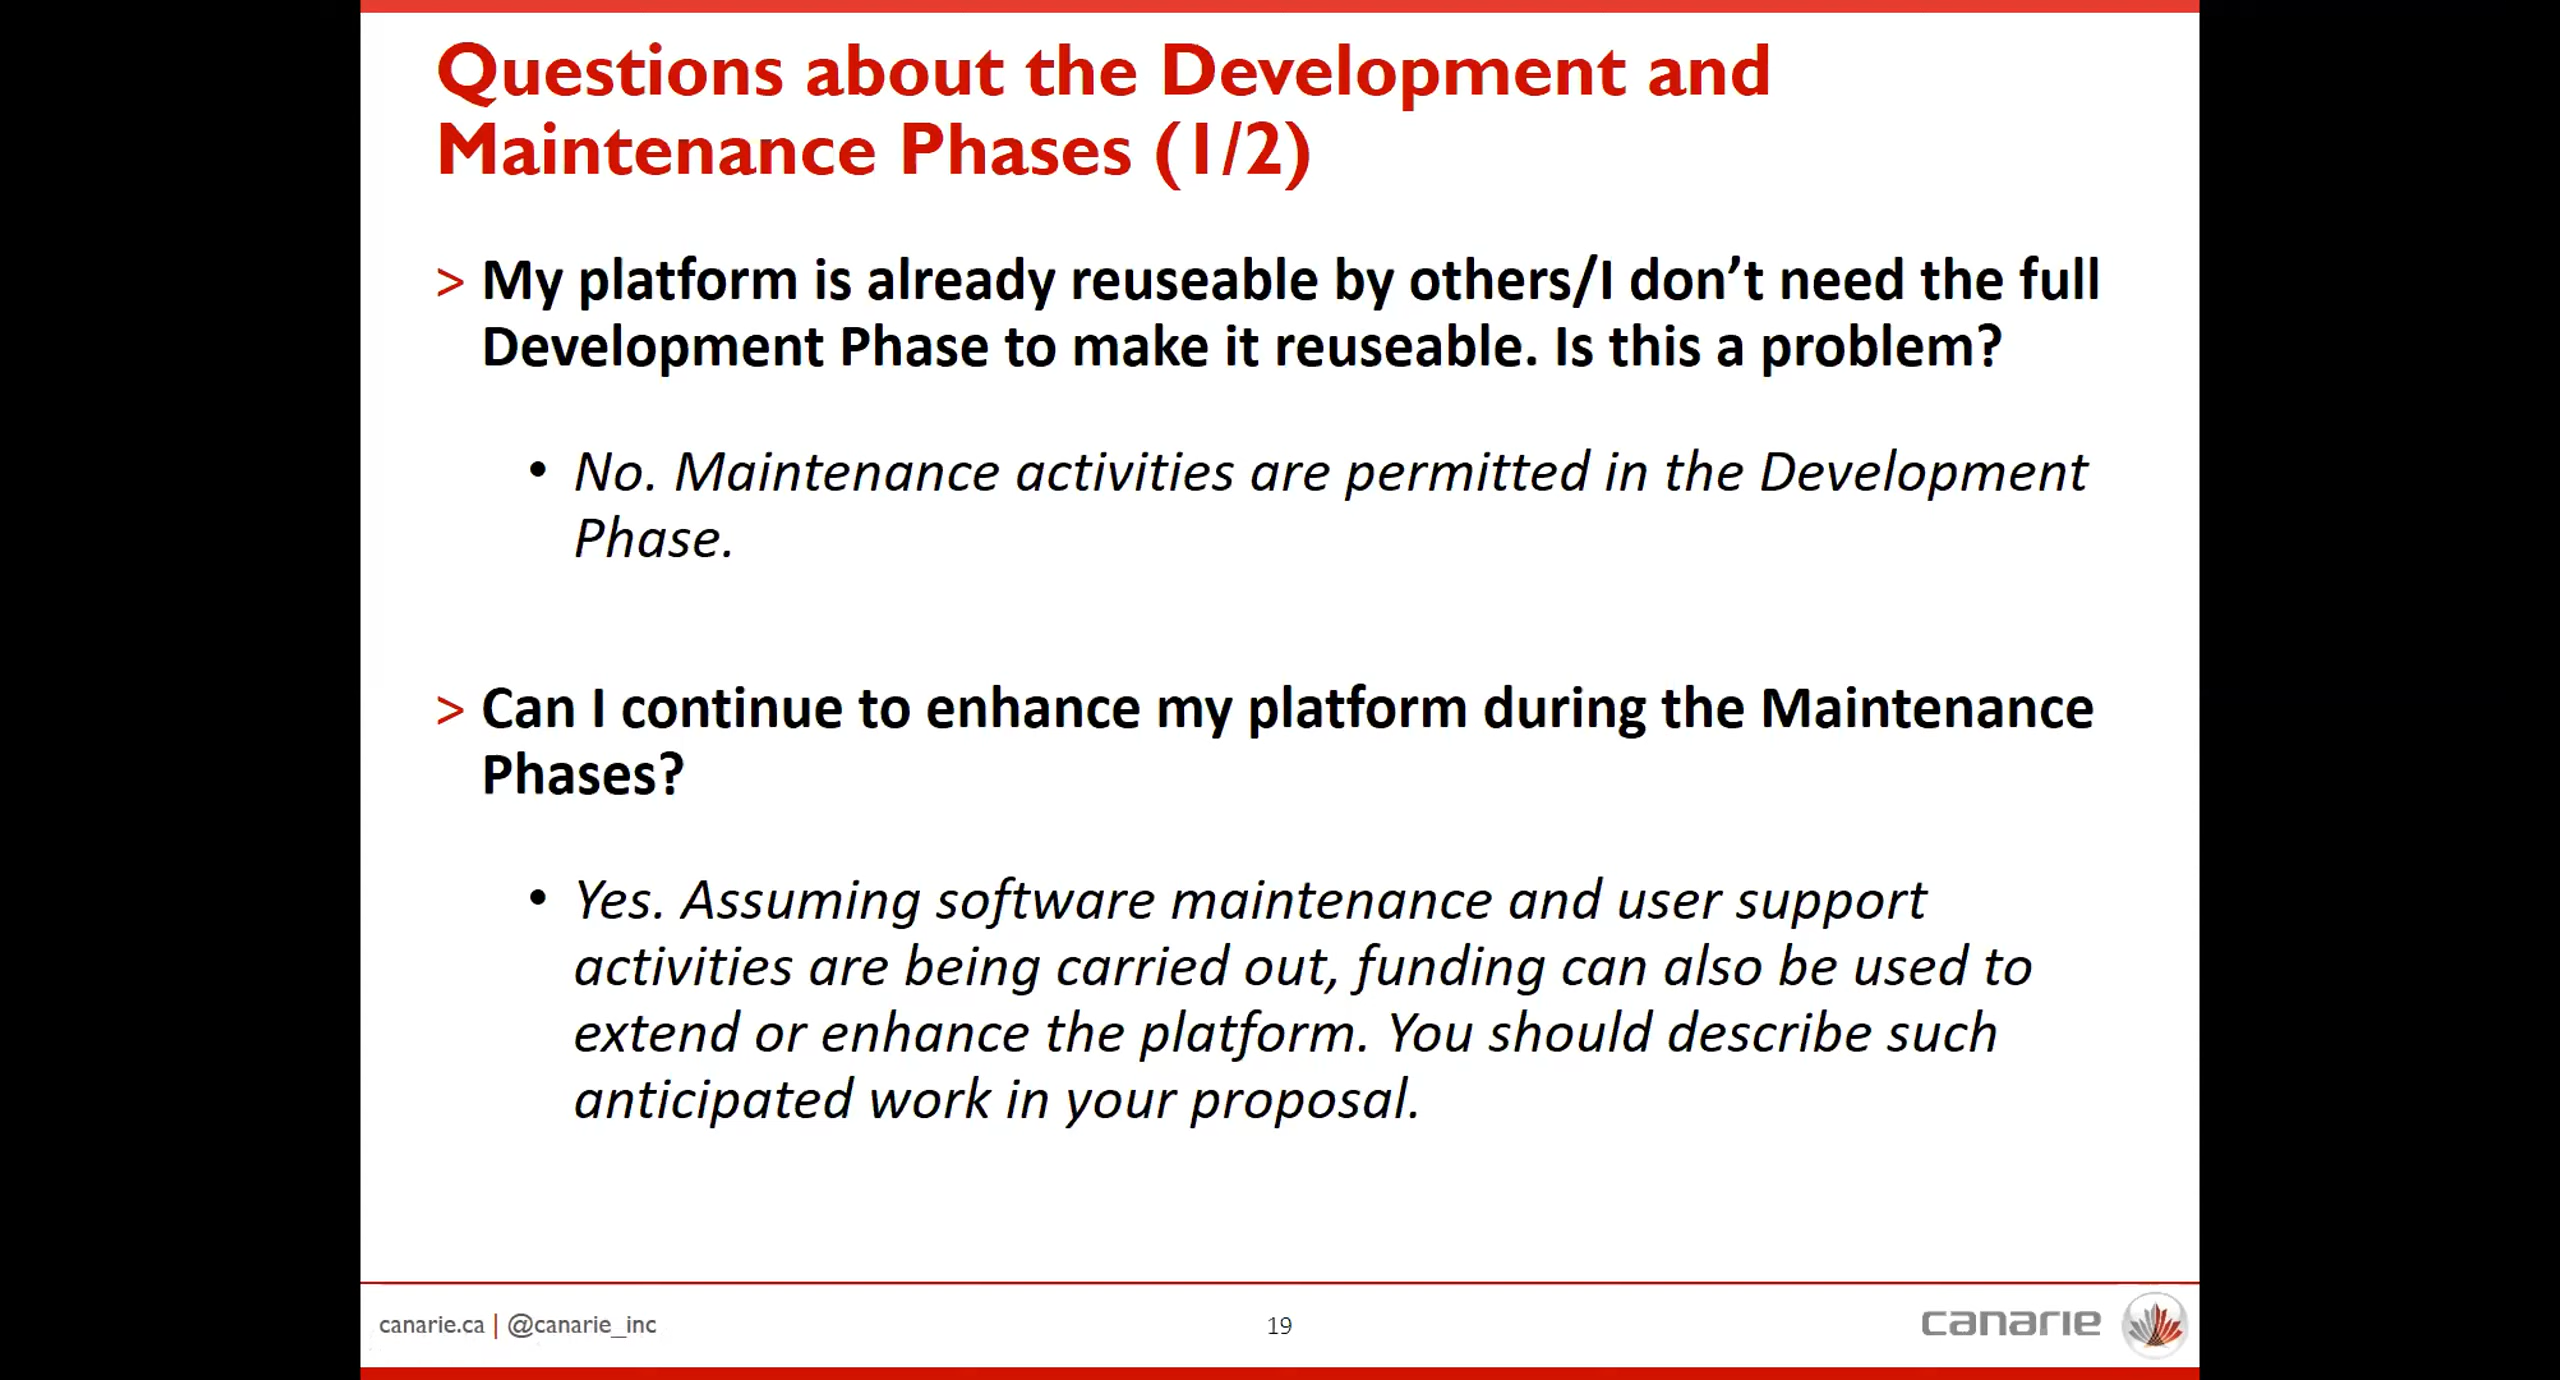 Questions about the Development and
Maintenance Phases (1/2)
> My platform is already reuseable by others/I don’t need the full
Development Phase to make it reuseable. Is this a problem?
• No. Maintenance activities are permitted in the Development
Phase.
> Can I continue to enhance my platform during the Maintenance
Phases?
• Yes. Assuming software maintenance and user support
activities are being carried out, funding can also be used to
extend or enhance the platform. You should describe such
anticipated work in your proposal.
canarie.ca | @canarie_inc
19
canarie